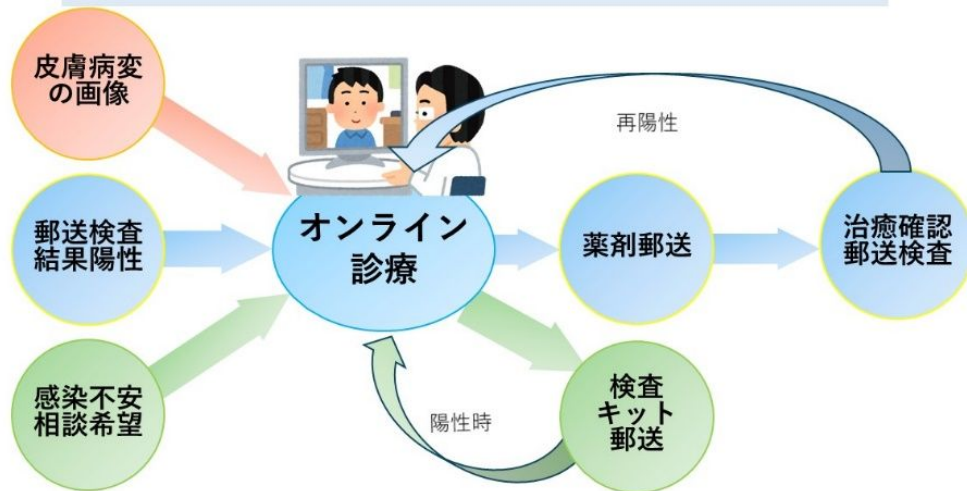 皮膚病変
の画像
再陽性
郵送検査
結果陽性
オンライン
診療
薬剤郵送
治癒確認
郵送検査
感染不安
相談希望
陽性時
検査
キット
郵送